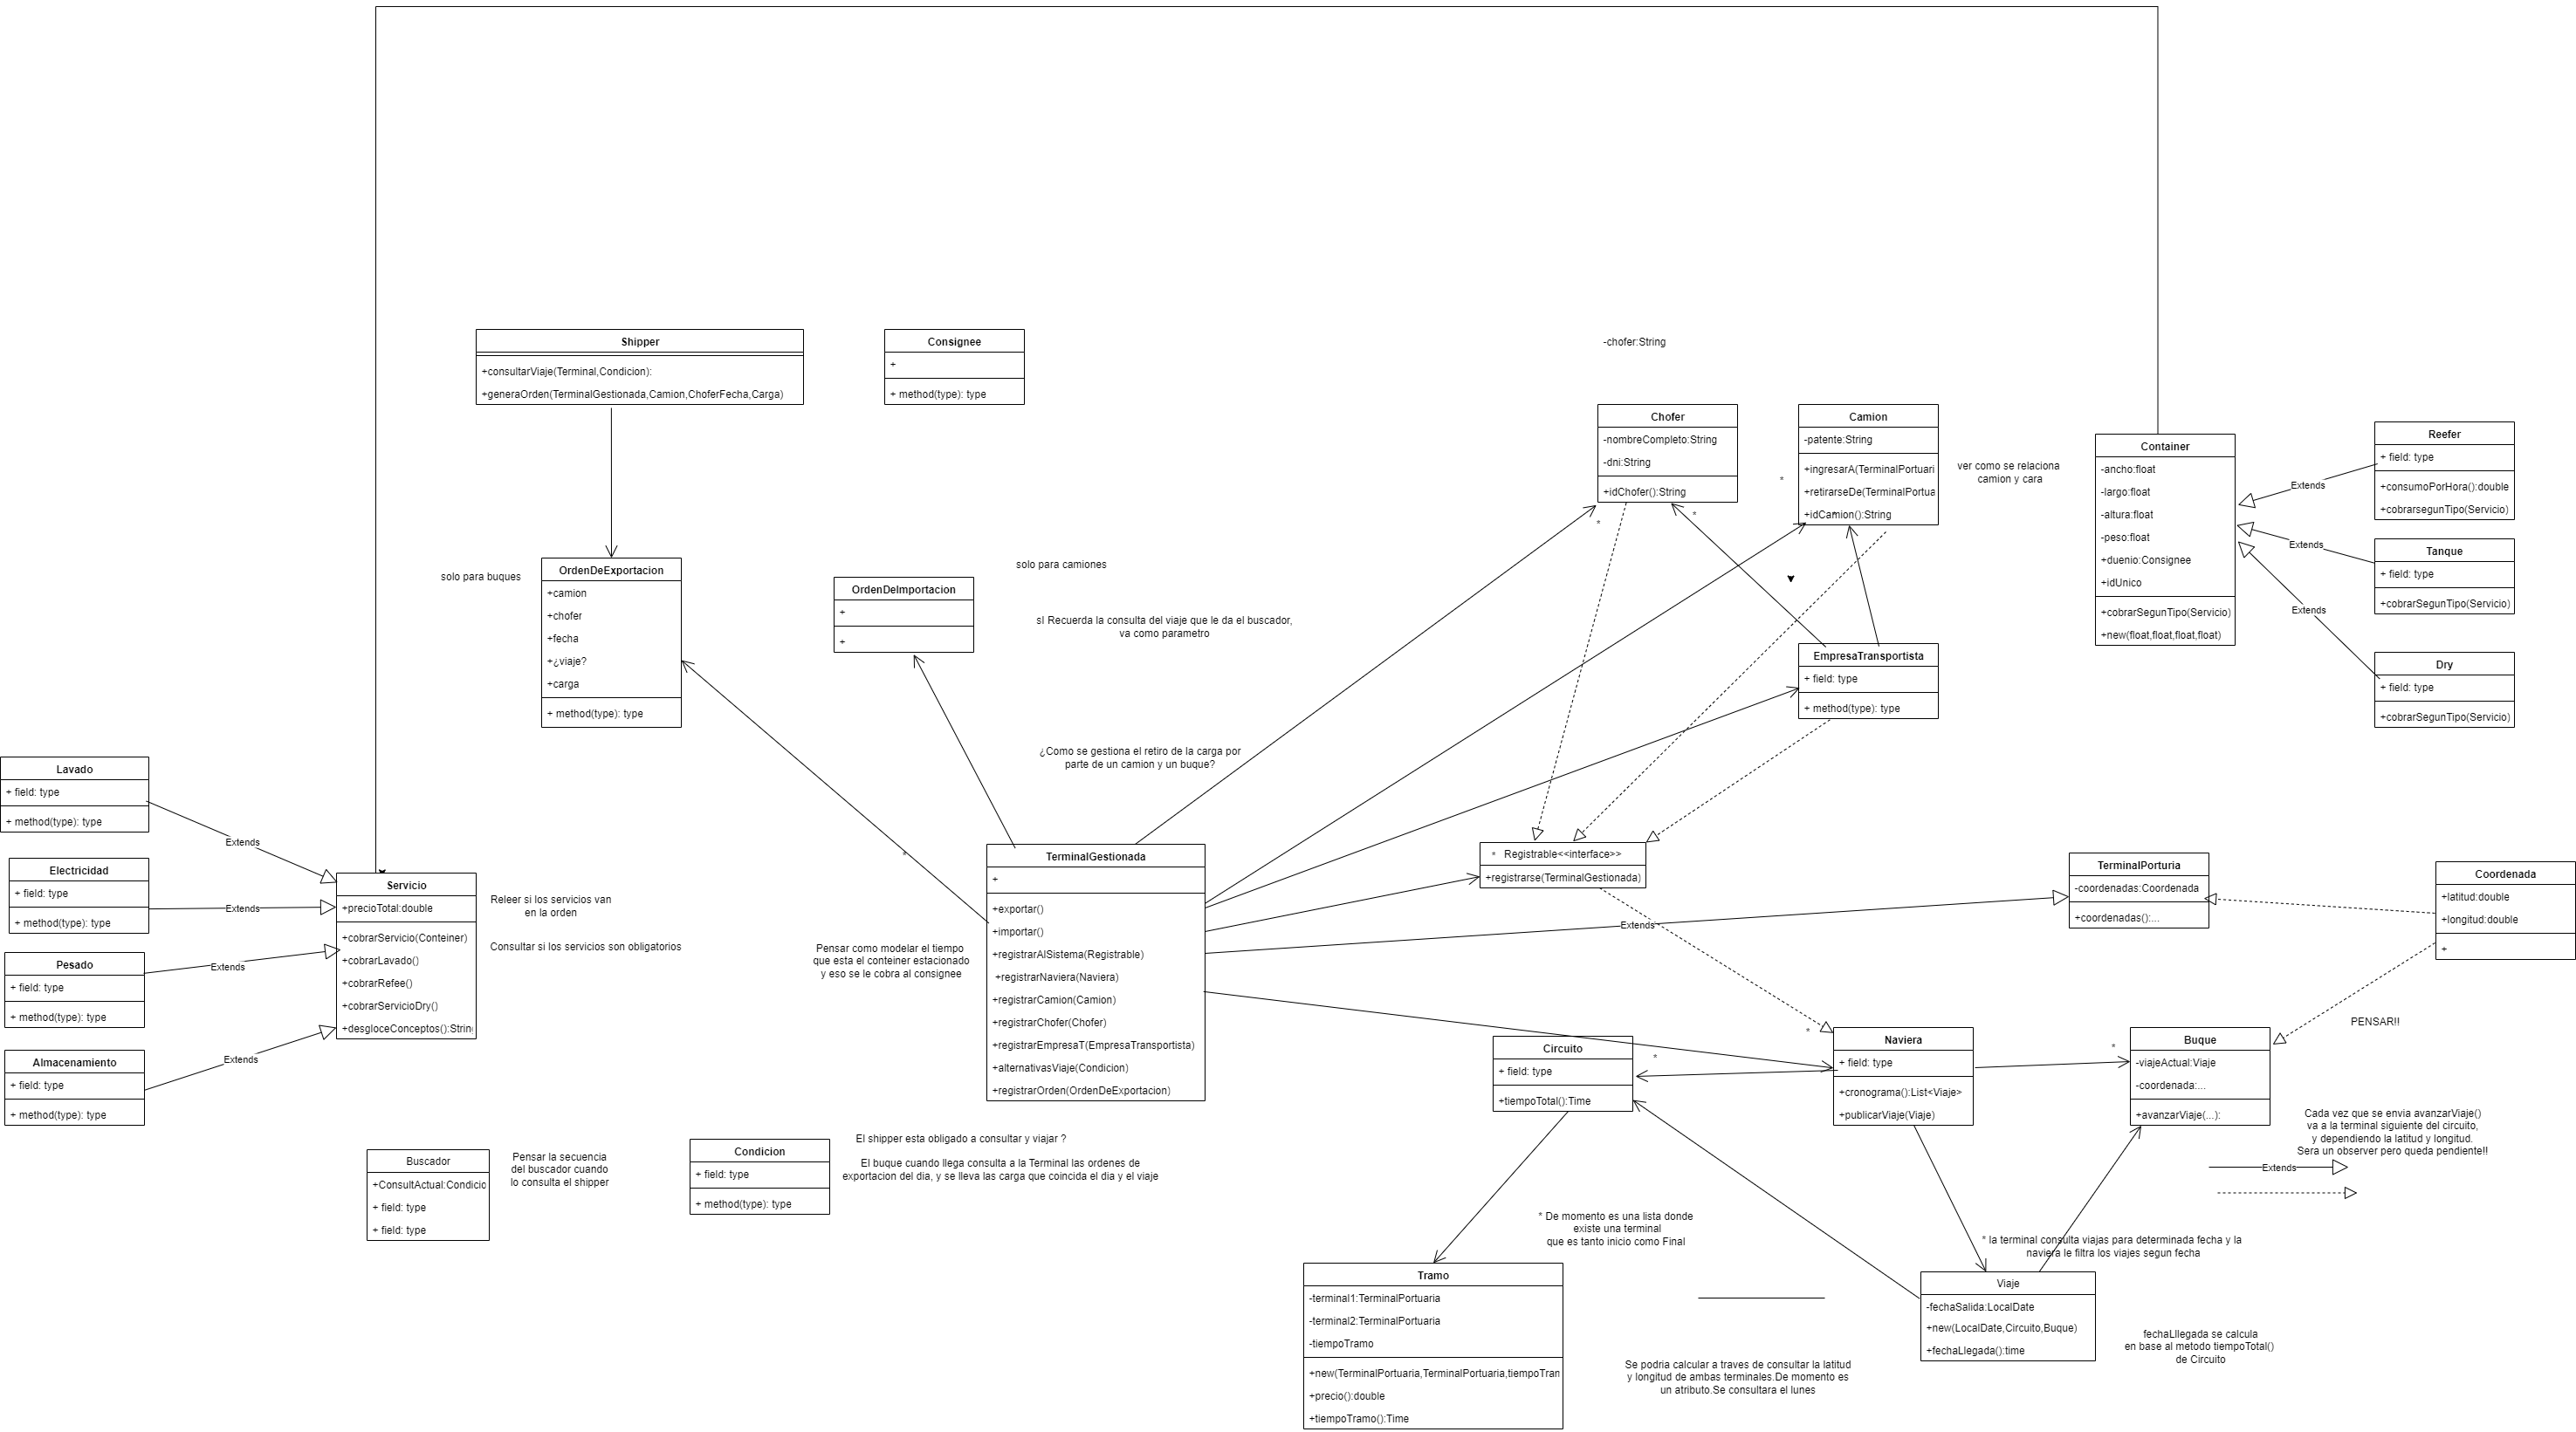 Shipper
+consultarViaje(Terminal,Condicion):
+generaOrden(TerminalGestionada,Camion,ChoferFecha,Carga)
Consignee
+
+ method(type): type
-chofer:String
Chofer
-nombreCompleto:String
-dni:String
+idChofer():String
*
*
Camion
-patente:String
+ingresarA(TerminalPortuari
+retirarseDe(TerminalPortua
+idCamion():String
*
*
ver como se relaciona
camion y cara
Container
-ancho:float
-largo:float
-altura:float
-peso:float
+duenio:Consignee
+idUnico
+cobrarSegunTipo(Servicio)
+new(float,float,float,float)
Extends
Extends
Extends
Reefer
+ field: type
+consumoPorHora():double
+cobrarsegunTipo(Servicio)
Tanque
+ field: type
+cobrarSegunTipo(Servicio)
Dry
+ field: type
+cobrarSegunTipo(Servicio)
solo para buques
OrdenDeExportacion
+camion
+chofer
+fecha
+¿viaje?
+carga
+ method(type): type
OrdenDeImportacion
+
+
solo para camiones
sI Recuerda la consulta del viaje que le da el buscador,
va como parametro
EmpresaTransportista
+ field: type
+ method(type): type
¿Como se gestiona el retiro de la carga por
parte de un camion y un buque?
Lavado
+ field: type
+ method(type): type
Electricidad
+ field: type
+ method(type): type
Pesado
+ field: type
+ method(type): type
Almacenamiento
+ field: type
+ method(type): type
Extends
Extends
Extends
Extends
Servicio
+precioTotal:double
+cobrarServicio(Conteiner)
+cobrarLavado()
+cobrarRefee()
+cobrarServicioDry()
+desgloceConceptos():Strin
Releer si los servicios van
en la orden
Consultar si los servicios son obligatorios
Pensar como modelar el tiempo
que esta el conteiner estacionado
y eso se le cobra al consignee
*
TerminalGestionada
+
+exportar()
+importar()
+registrarAlSistema(Registrable)
+registrarNaviera(Naviera)
+registrarCamion(Camion)
+registrarChofer(Chofer)
+registrarEmpresaT(EmpresaTransportista)
+alternativasViaje(Condicion)
+registrarOrden(OrdenDeExportacion)
* Registrable<<interface>>
+registrarse(TerminalGestionada)
Extends
TerminalPorturia
-coordenadas:Coordenada
+coordenadas():...
Coordenada
+latitud:double
+longitud:double
+
PENSAR!!
Circuito
+ field: type
+tiempoTotal():Time
*
*
Naviera
+ field: type
+cronograma():List<Viaje>
+publicarViaje(Viaje)
*
Buque
-viajeActual:Viaje
-coordenada:...
+avanzarViaje(...):
Cada vez que se envia avanzarViaje()
va a la terminal siguiente del circuito,
y dependiendo la latitud y longitud.
Sera un observer pero queda pendiente!!
Extends
Buscador
+ConsultActual:Condicio
+ field: type
+ field: type
Pensar la secuencia
del buscador cuando
lo consulta el shipper
Condicion
+ field: type
+ method(type): type
El shipper esta obligado a consultar y viajar ?
El buque cuando llega consulta a la Terminal las ordenes de
exportacion del dia, y se lleva las carga que coincida el dia y el viaje
* De momento es una lista donde
existe una terminal
que es tanto inicio como Final
* la terminal consulta viajas para determinada fecha y la
naviera le filtra los viajes segun fecha
Tramo
-terminal1:TerminalPortuaria
-terminal2:TerminalPortuaria
-tiempoTramo
+new(TerminalPortuaria,TerminalPortuaria,tiempoTran
+precio():double
+tiempoTramo():Time
Se podria calcular a traves de consultar la latitud
y longitud de ambas terminales.De momento es
un atributo.Se consultara el lunes
Viaje
-fechaSalida:LocalDate
+new(LocalDate,Circuito,Buque)
+fechaLlegada():time
fechaLllegada se calcula
en base al metodo tiempoTotal()
de Circuito